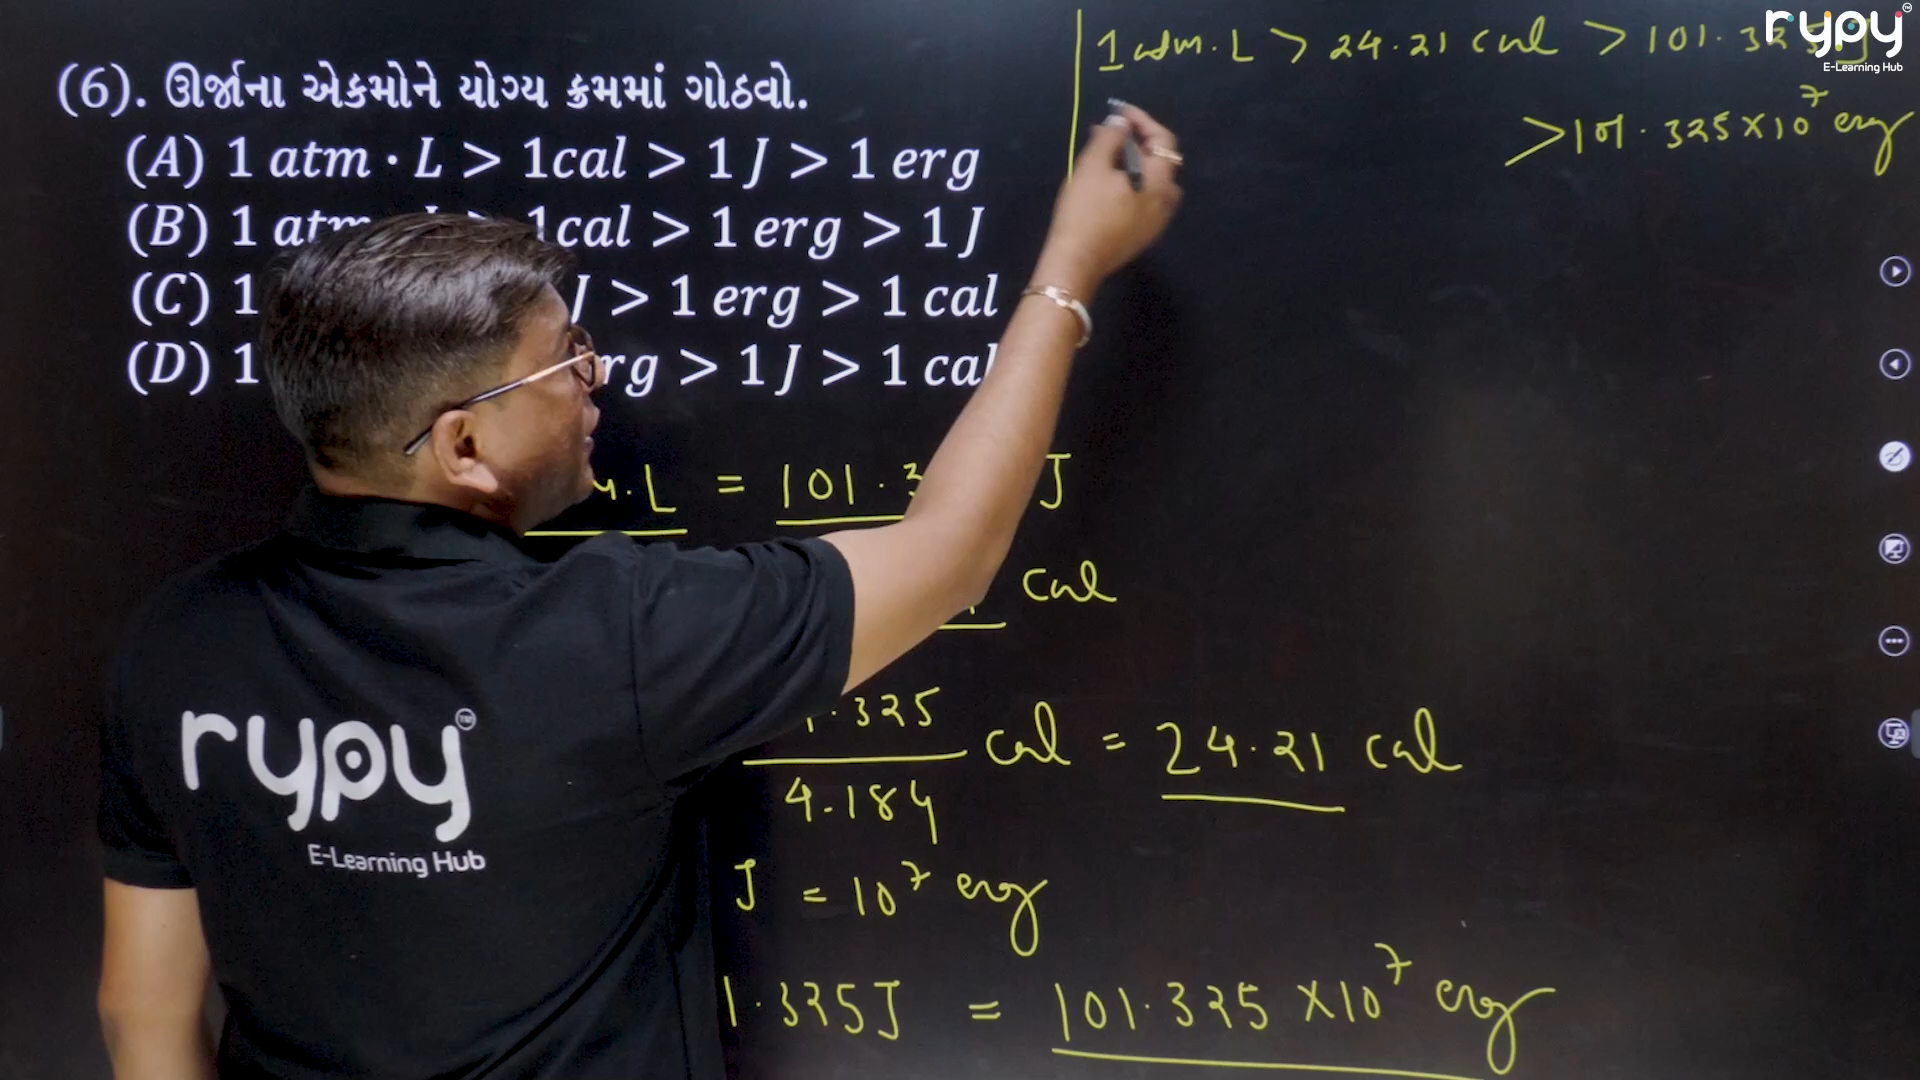 (6). ઊર્જાના એકમોને યોગ્ય ક્રમમાં ગોઠવો.
(A) 1 atm · L > 1cal > 1 J > 1 erg
(B) 1 atm 1cal > 1 erg > 1 J
(C) 1 J > 1 erg > 1 cal
(D) 1 rg > 1 J > 1 cal
1 atm. L > 24.21 cal > 101.325 J
> 101.325 × 10⁷ erg
rypy™
E-Learning Hub
. L = 101.3 J
cal
.325
cal = 24.21 cal
4.184
J = 10⁷ erg
1.325 J = 101.325 × 10⁷ erg
rypy™
E-Learning Hub